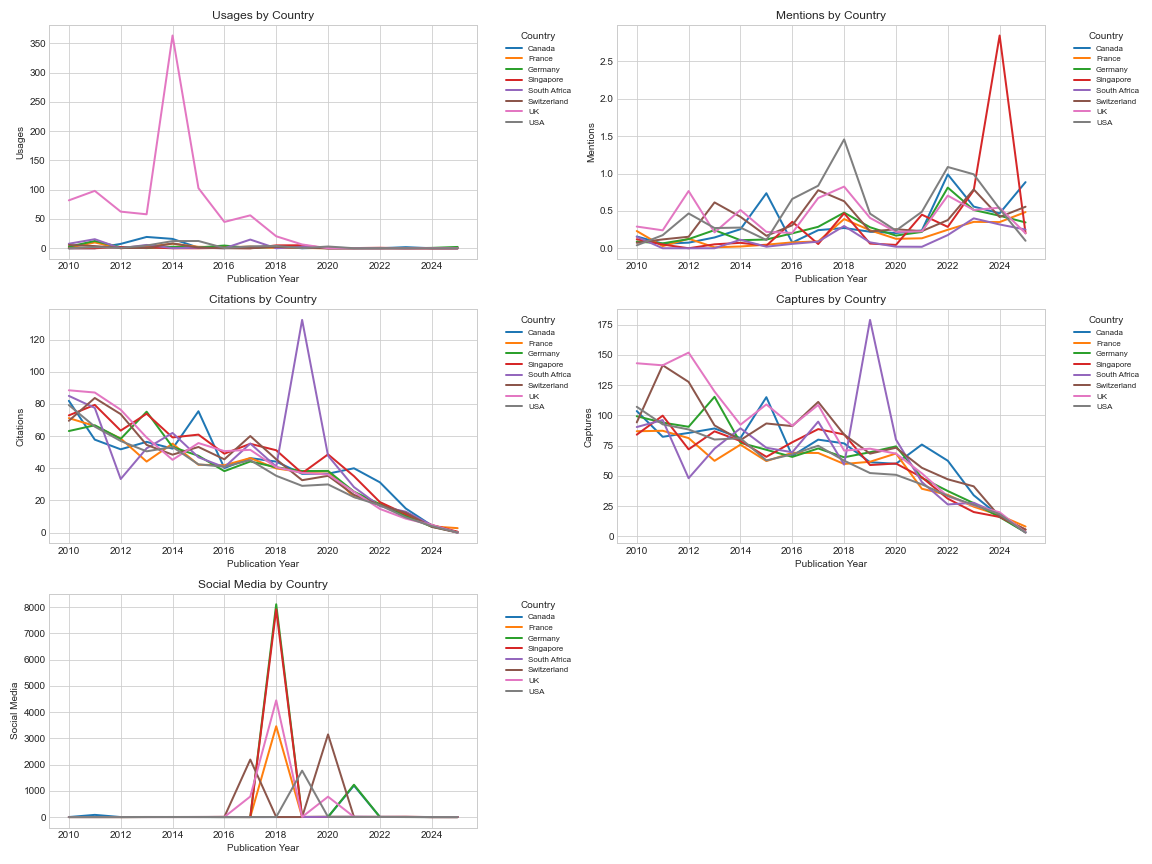 Usages by Country
350
300
250
200
150
100
50
0
Usages
2010 2012 2014 2016 2018 2020 2022 2024
Publication Year
Country
Canada
France
Germany
Singapore
South Africa
Switzerland
UK
USA
Mentions by Country
2.5
2.0
1.5
1.0
0.5
0.0
Mentions
2010 2012 2014 2016 2018 2020 2022 2024
Publication Year
Country
Canada
France
Germany
Singapore
South Africa
Switzerland
UK
USA
Citations by Country
120
100
80
60
40
20
0
Citations
2010 2012 2014 2016 2018 2020 2022 2024
Publication Year
Country
Canada
France
Germany
Singapore
South Africa
Switzerland
UK
USA
Captures by Country
175
150
125
100
75
50
25
0
Captures
2010 2012 2014 2016 2018 2020 2022 2024
Publication Year
Country
Canada
France
Germany
Singapore
South Africa
Switzerland
UK
USA
Social Media by Country
8000
7000
6000
5000
4000
3000
2000
1000
0
Social Media
2010 2012 2014 2016 2018 2020 2022 2024
Publication Year
Country
Canada
France
Germany
Singapore
South Africa
Switzerland
UK
USA